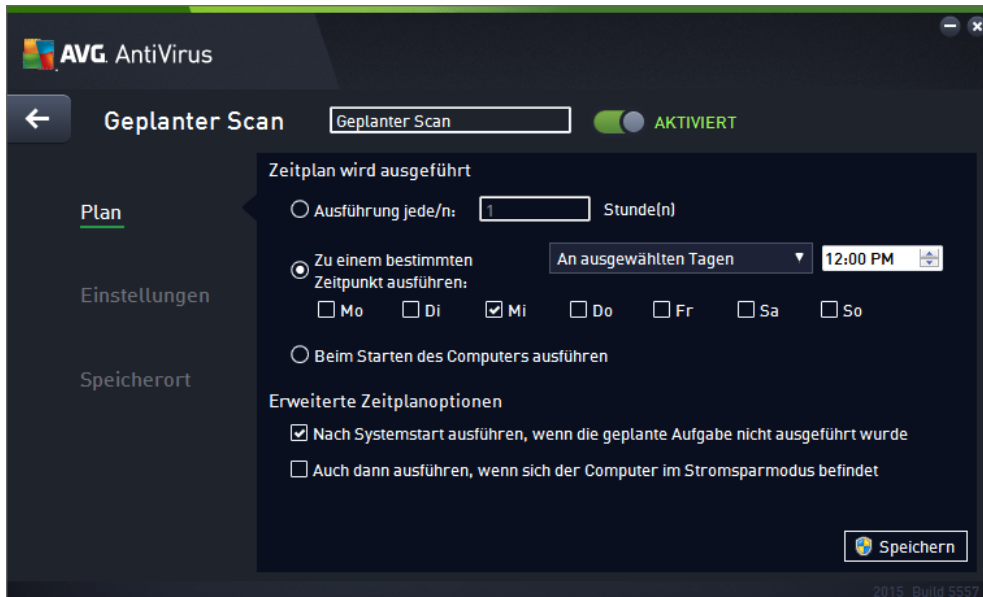 AVG. AntiVirus
Geplanter Scan
Geplanter Scan
AKTIVIERT
Plan
Einstellungen
Speicherort
Zeitplan wird ausgeführt
Ausführung jede/n: 1 Stunde(n)
Zu einem bestimmten
Zeitpunkt ausführen:
An ausgewählten Tagen
12:00 PM
Mo Di Mi Do Fr Sa So
Beim Starten des Computers ausführen
Erweiterte Zeitplanoptionen
Nach Systemstart ausführen, wenn die geplante Aufgabe nicht ausgeführt wurde
Auch dann ausführen, wenn sich der Computer im Stromsparmodus befindet
Speichern
2015 Build 5557